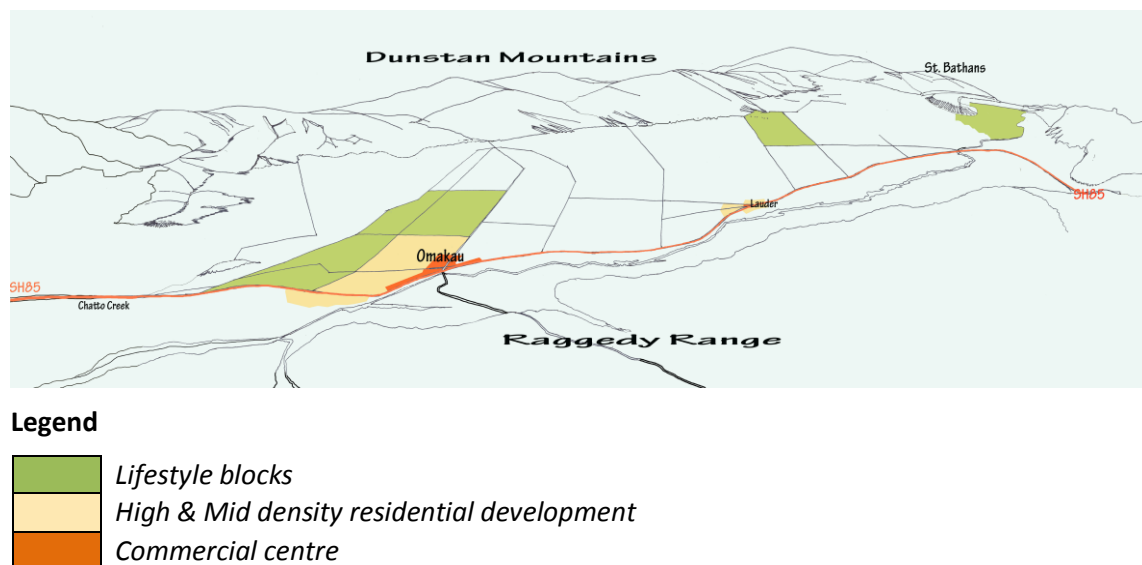 Dunstan Mountains
St. Bathans
Lauder
SH85
Omakau
SH85
Chatto Creek
Raggedy Range
Legend
Lifestyle blocks
High & Mid density residential development
Commercial centre